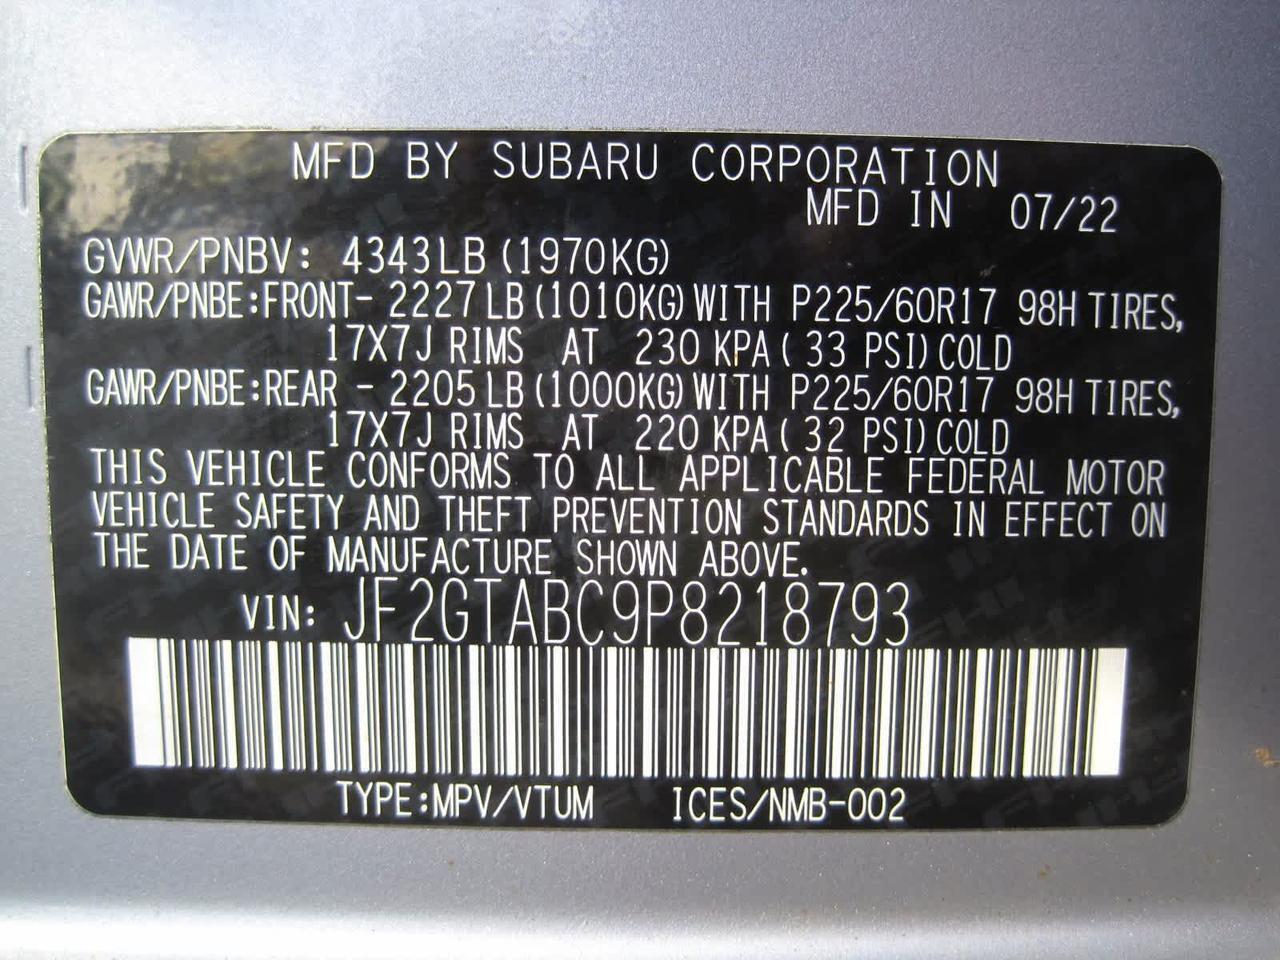 MFD BY SUBARU CORPORATION
MFD IN 07/22
GVWR/PNBV: 4343LB (1970KG)
GAWR/PNBE:FRONT- 2227LB (1010KG) WITH P225/60R17 98H TIRES,
17X7J RIMS AT 230 KPA( 33 PSI) COLD
GAWR/PNBE:REAR - 2205LB (1000KG) WITH P225/60R17 98H TIRES,
17X7J RIMS AT 220 KPA( 32 PSI) COLD
THIS VEHICLE CONFORMS TO ALL APPLICABLE FEDERAL MOTOR
VEHICLE SAFETY AND THEFT PREVENTION STANDARDS IN EFFECT ON
THE DATE OF MANUFACTURE SHOWN ABOVE.
VIN: JF2GTABC9P8218793
TYPE:MPV/VTUM ICES/NMB-002